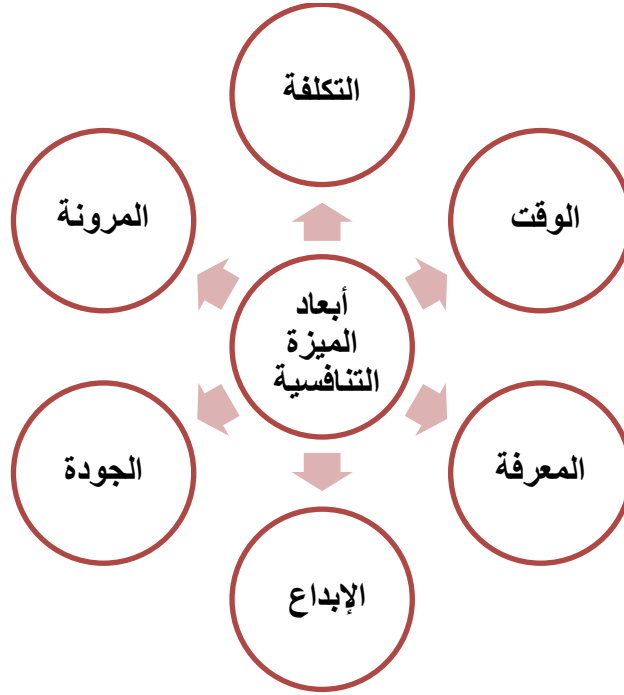 التكلفة
الوقت
المرونة
أبعاد
الميزة
التنافسية
المعرفة
الجودة
الإبداع